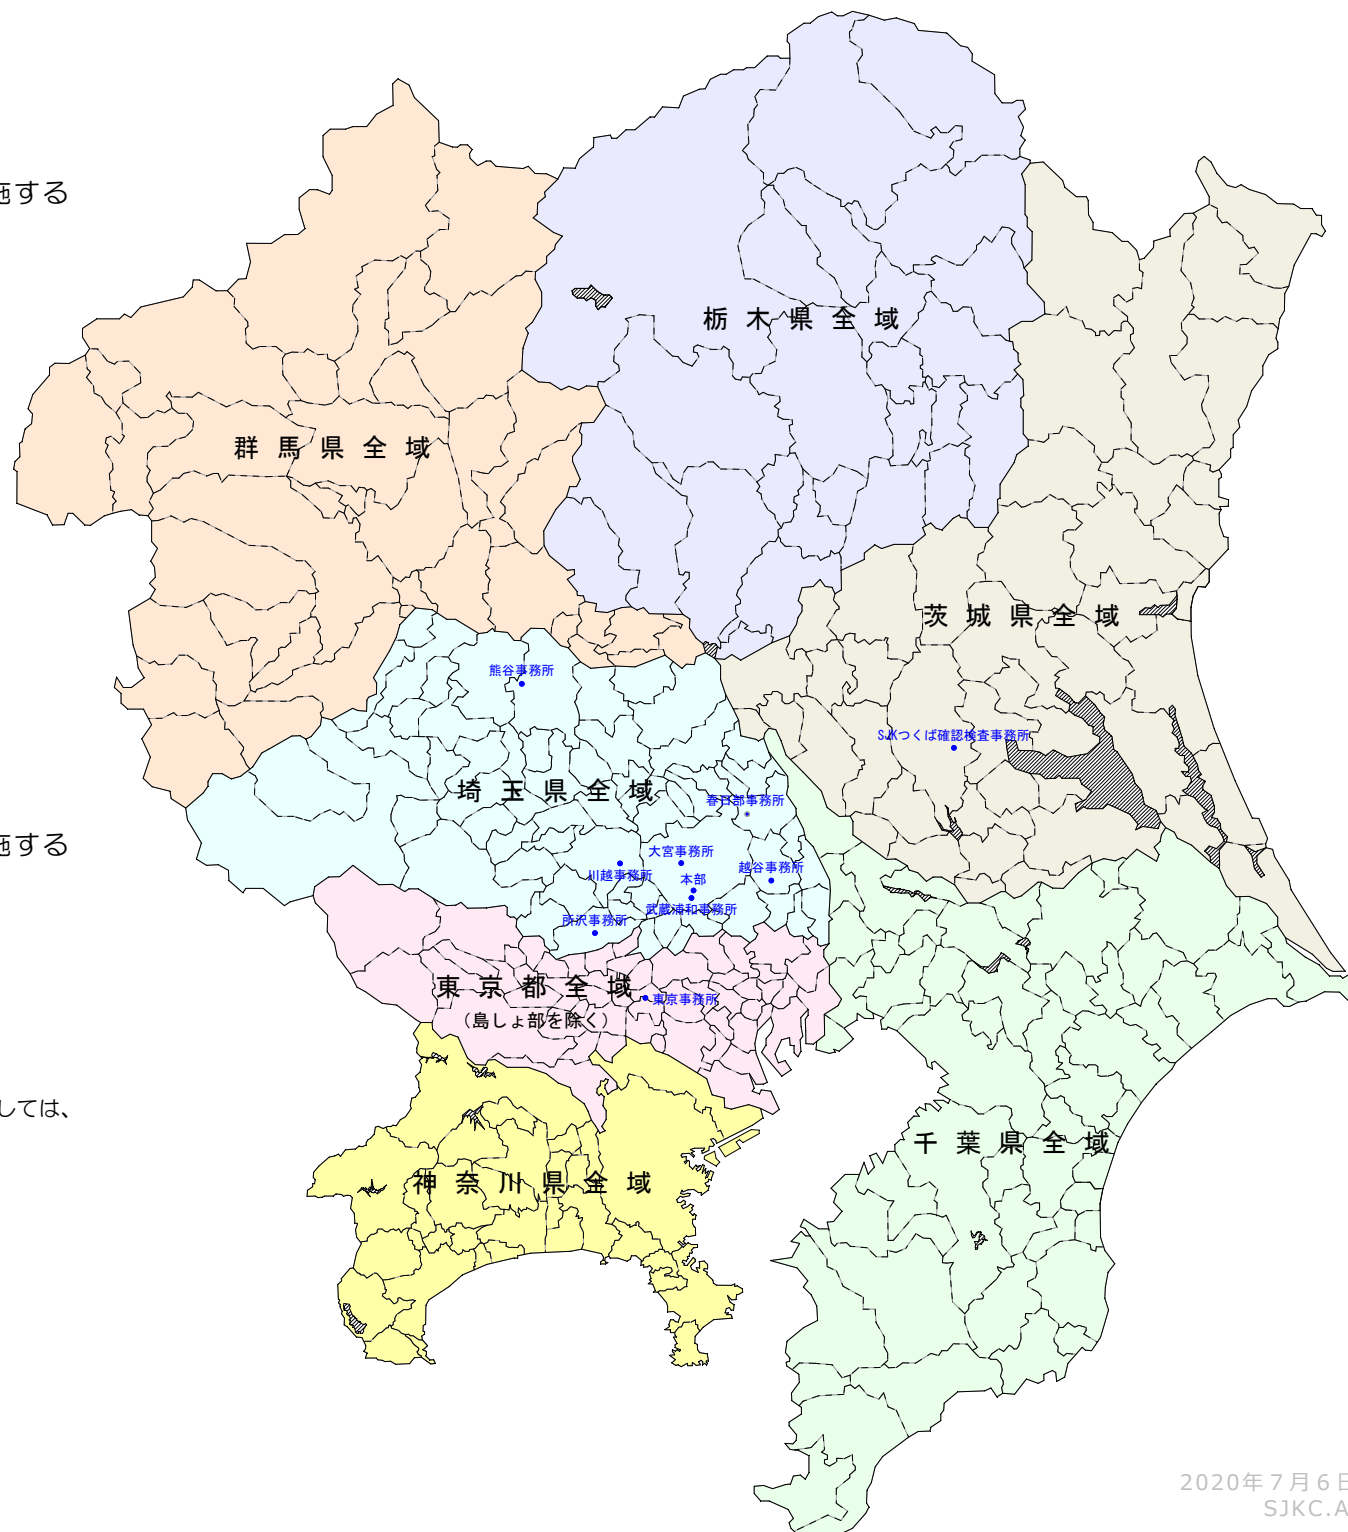 施する
栃木県全域
群馬県全域
茨城県全域
熊谷事務所
SJKつくば確認検査事務所
埼玉県全域
春日部事務所
施する
大宮事務所
川越事務所
本部
越谷事務所
武蔵浦和事務所
所沢事務所
東京都全域
東京事務所
（島しょ部を除く）
しては、
千葉県全域
神奈川県全域
2020年7月6日
SJKC.A